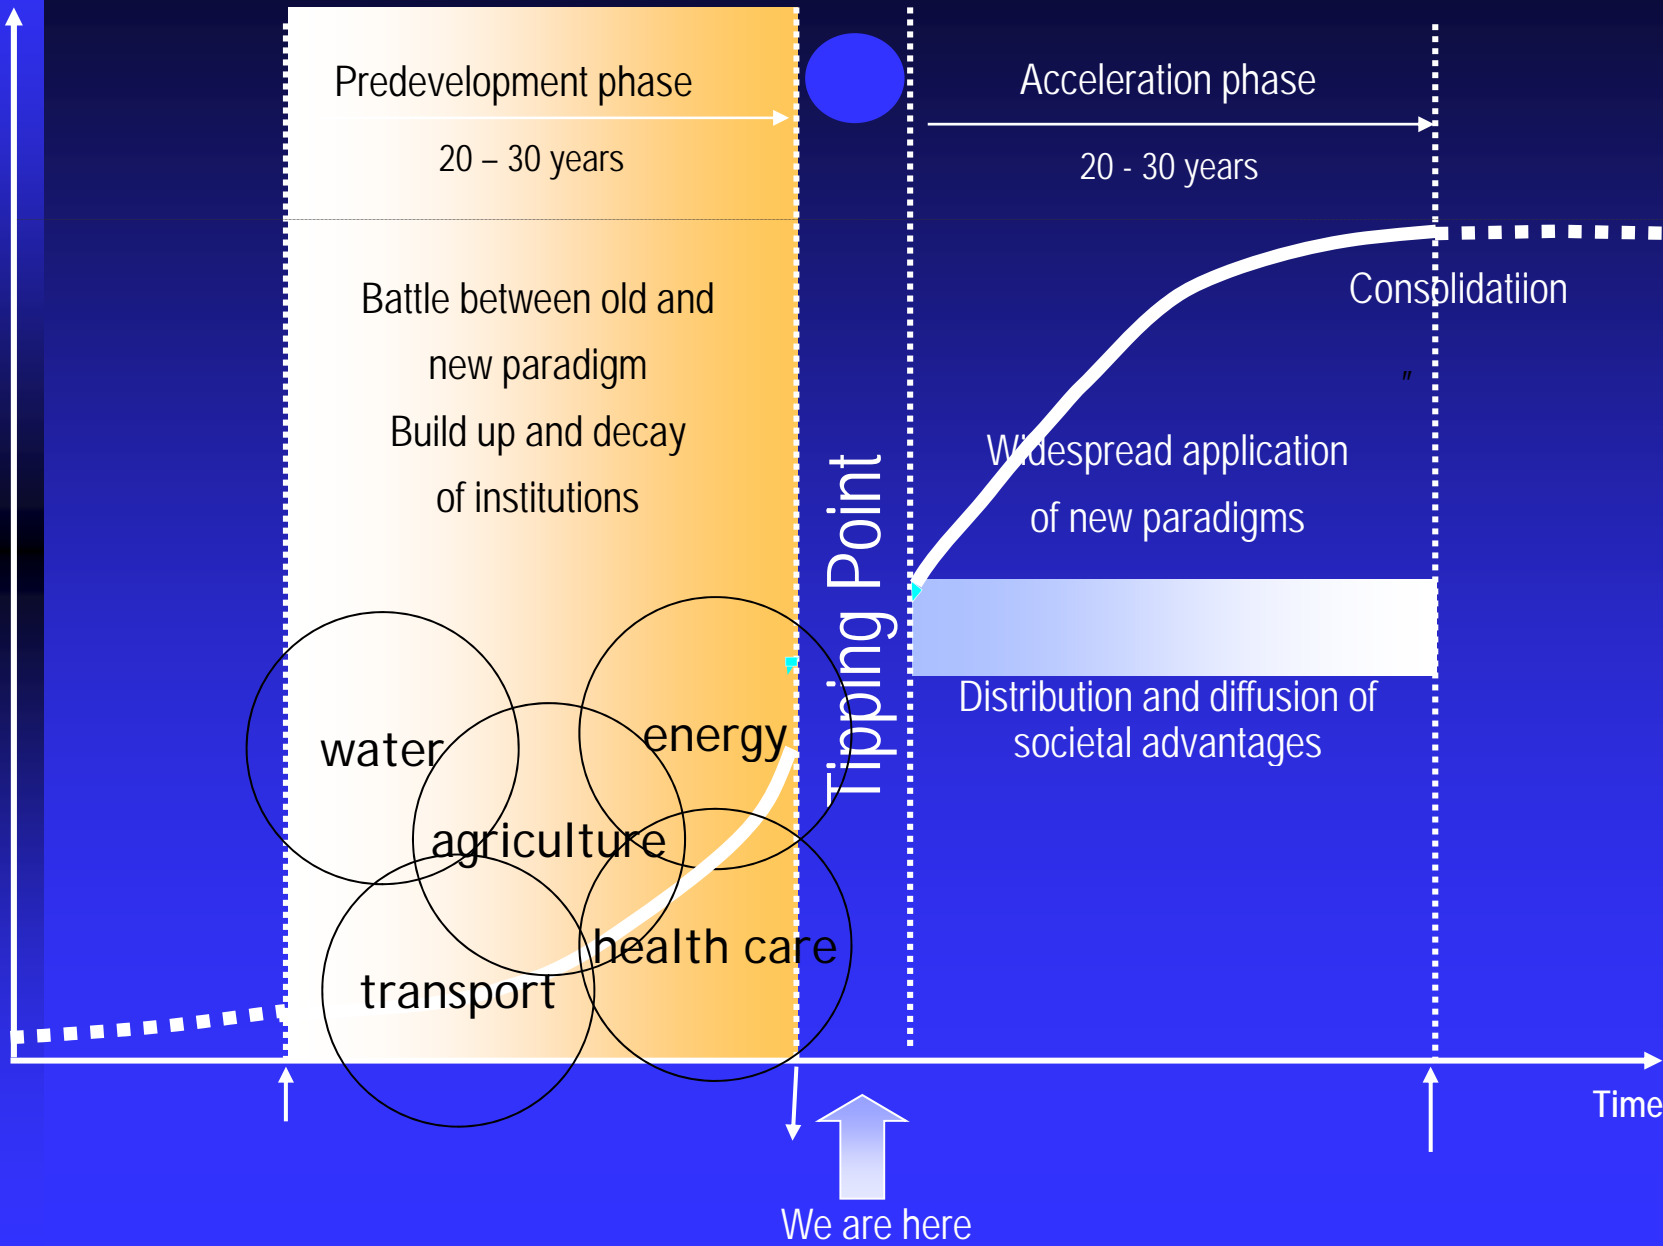 Predevelopment phase
20 – 30 years
Acceleration phase
20 - 30 years
Battle between old and
new paradigm
Build up and decay
of institutions
Tipping Point
Consolidatiion
"
Widespread application
of new paradigms
Distribution and diffusion of
societal advantages
water
energy
agriculture
health care
transport
Time
We are here